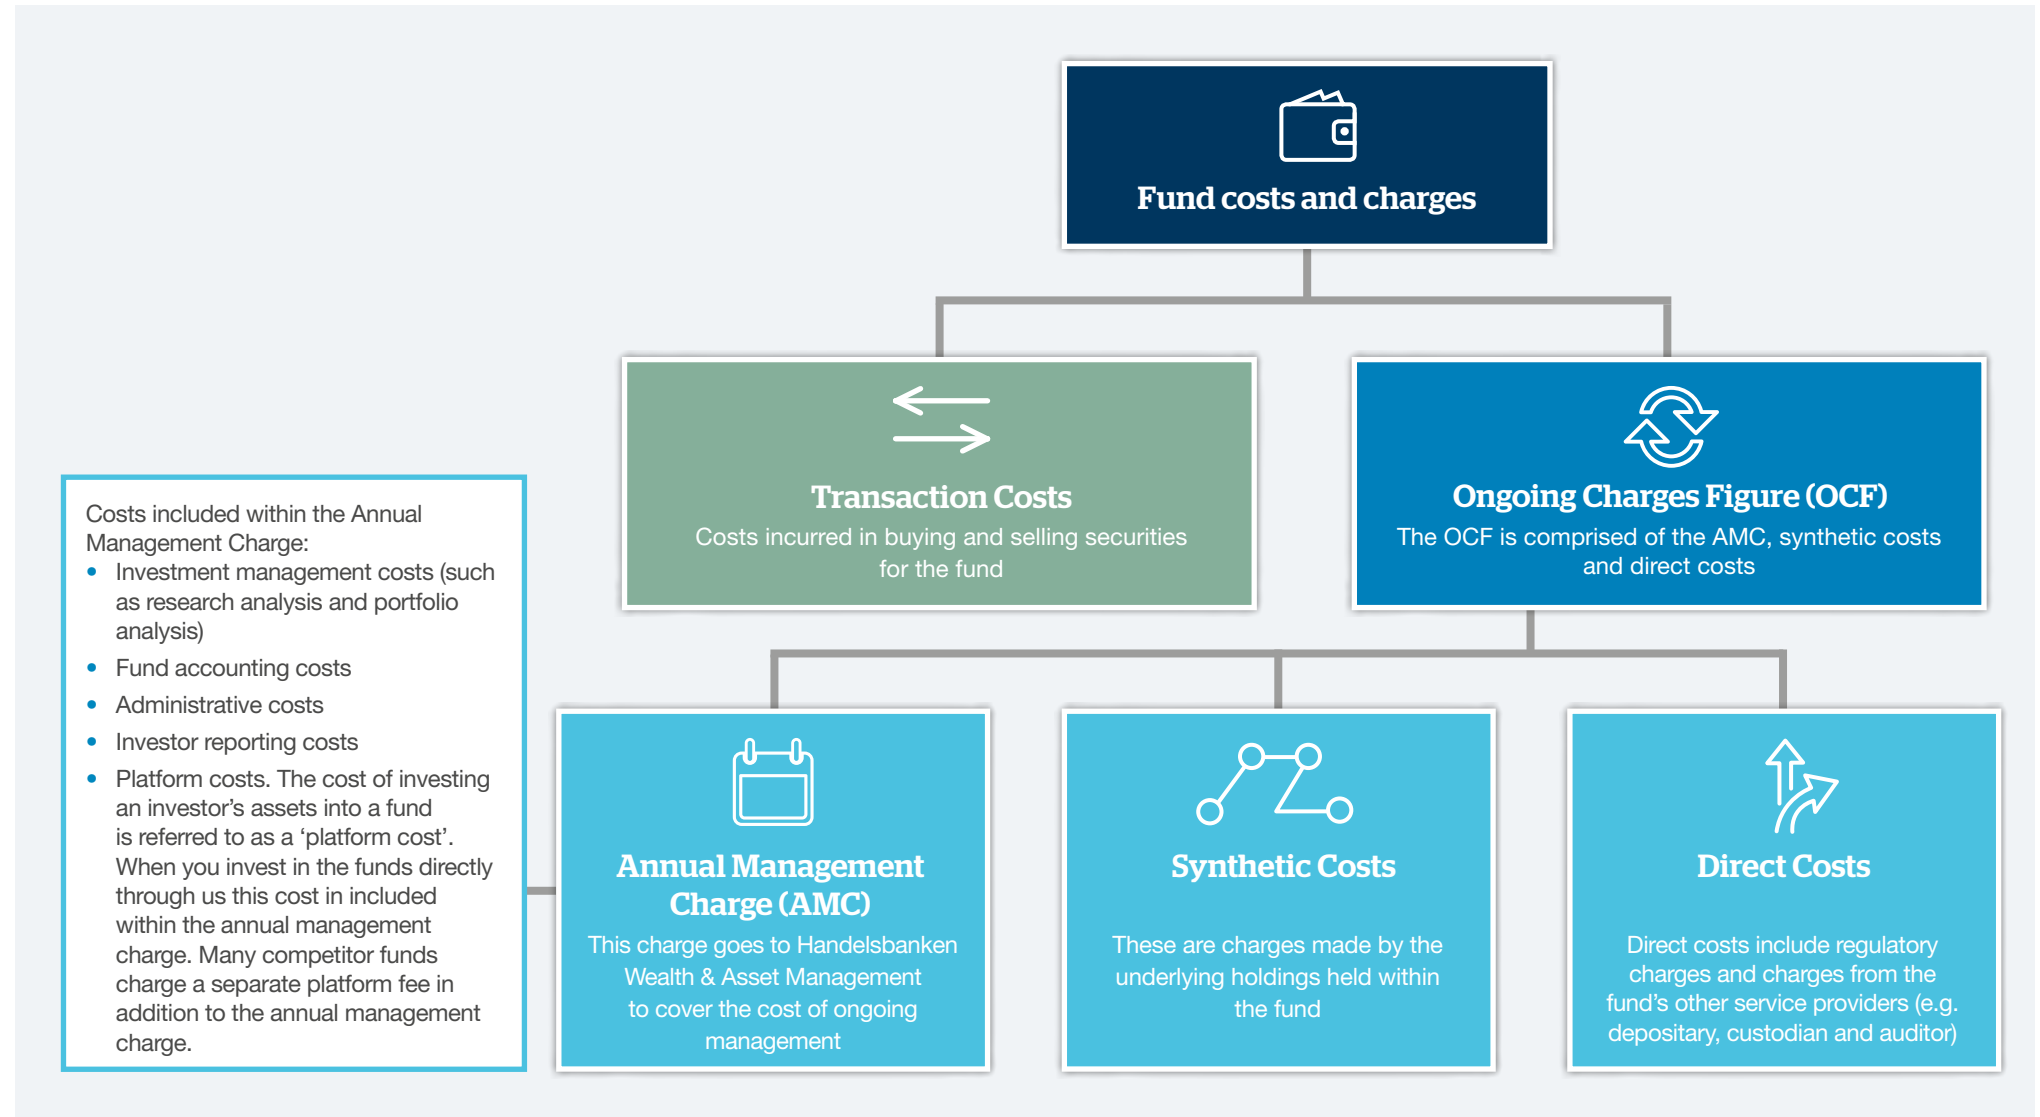 Fund costs and charges
Transaction Costs
Costs incurred in buying and selling securities
for the fund
Ongoing Charges Figure (OCF)
The OCF is comprised of the AMC, synthetic costs
and direct costs
Costs included within the Annual
Management Charge:
• Investment management costs (such
as research analysis and portfolio
analysis)
• Fund accounting costs
• Administrative costs
• Investor reporting costs
• Platform costs. The cost of investing
an investor’s assets into a fund
is referred to as a ‘platform cost’.
When you invest in the funds directly
through us this cost in included
within the annual management
charge. Many competitor funds
charge a separate platform fee in
addition to the annual management
charge.
Annual Management
Charge (AMC)
This charge goes to Handelsbanken
Wealth & Asset Management
to cover the cost of ongoing
management
Synthetic Costs
These are charges made by the
underlying holdings held within
the fund
Direct Costs
Direct costs include regulatory
charges and charges from the
fund’s other service providers (e.g.
depositary, custodian and auditor)